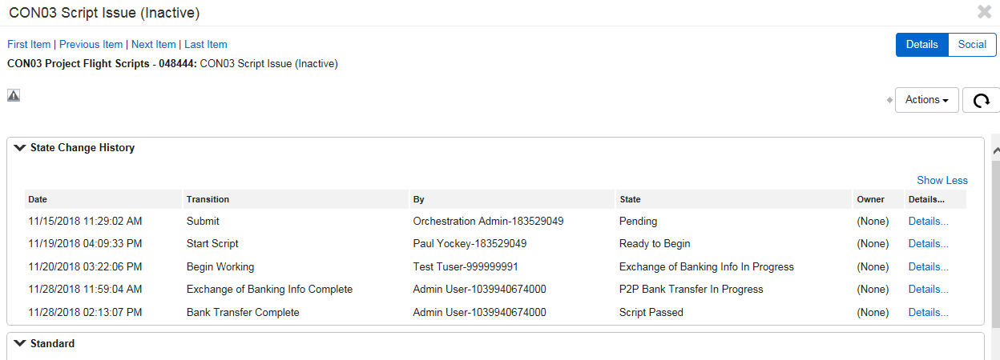 CON03 Script Issue (Inactive)
First Item | Previous Item | Next Item | Last Item
Details Social
CON03 Project Flight Scripts - 048444: CON03 Script Issue (Inactive)
Actions
State Change History
Show Less
Date Transition By State Owner Details...
11/15/2018 11:29:02 AM Submit Orchestration Admin-183529049 Pending (None) Details...
11/19/2018 04:09:33 PM Start Script Paul Yockey-183529049 Ready to Begin (None) Details...
11/20/2018 03:22:06 PM Begin Working Test Tuser-999999991 Exchange of Banking Info In Progress (None) Details...
11/28/2018 11:59:04 AM Exchange of Banking Info Complete Admin User-1039940674000 P2P Bank Transfer In Progress (None) Details...
11/28/2018 02:13:07 PM Bank Transfer Complete Admin User-1039940674000 Script Passed (None) Details...
Standard